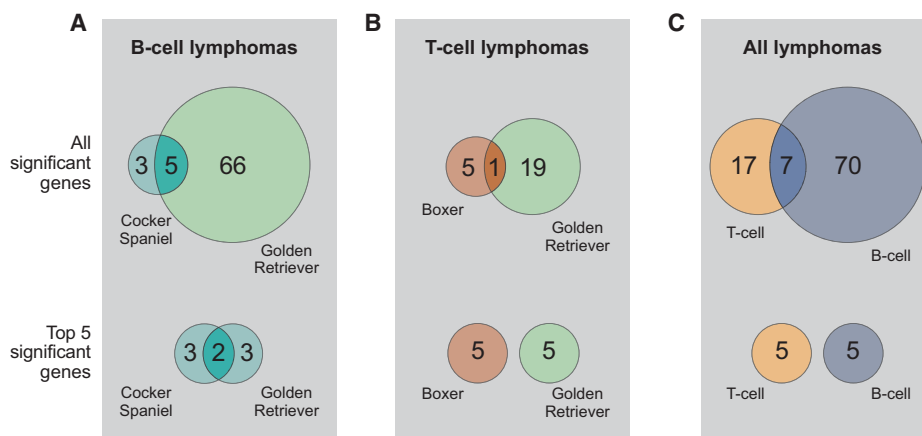 A
B-cell lymphomas
All
significant
genes
3 5 66
Cocker
Spaniel
Golden
Retriever
Top 5
significant
genes
3 2 3
Cocker
Spaniel
Golden
Retriever
B
T-cell lymphomas
5 1 19
Boxer
Golden
Retriever
5 5
Boxer
Golden
Retriever
C
All lymphomas
17 7 70
T-cell
B-cell
5 5
T-cell
B-cell